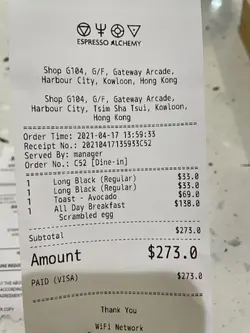 ESPRESSO ALCHEMY
Shop G104, G/F, Gateway Arcade,
Harbour City, Kowloon, Hong Kong
Shop G104, G/F, Gateway Arcade,
Harbour City, Tsim Sha Tsui, Kowloon,
Hong Kong
Order Time: 2021-04-17 13:59:33
Receipt No.: 20210417135933C52
Served By: manager
Order No.: C52 [Dine-in]
1 Long Black (Regular) $33.0
1 Long Black (Regular) $33.0
1 Toast - Avocado $69.0
1 All Day Breakfast $138.0
Scrambled egg
Subtotal $273.0
Amount $273.0
PAID (VISA) $273.0
Thank You
WiFi Network